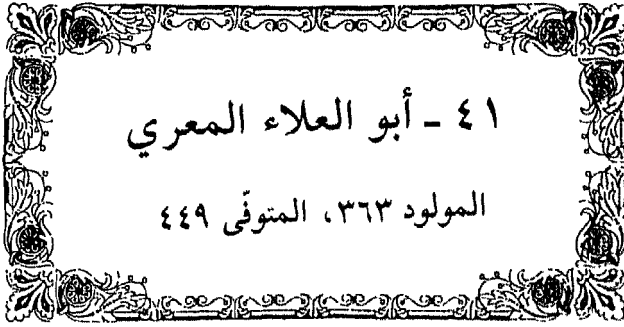 ٤١ - أبو العلاء المعري
المولود ٣٦٣، المتوفّى ٤٤٩